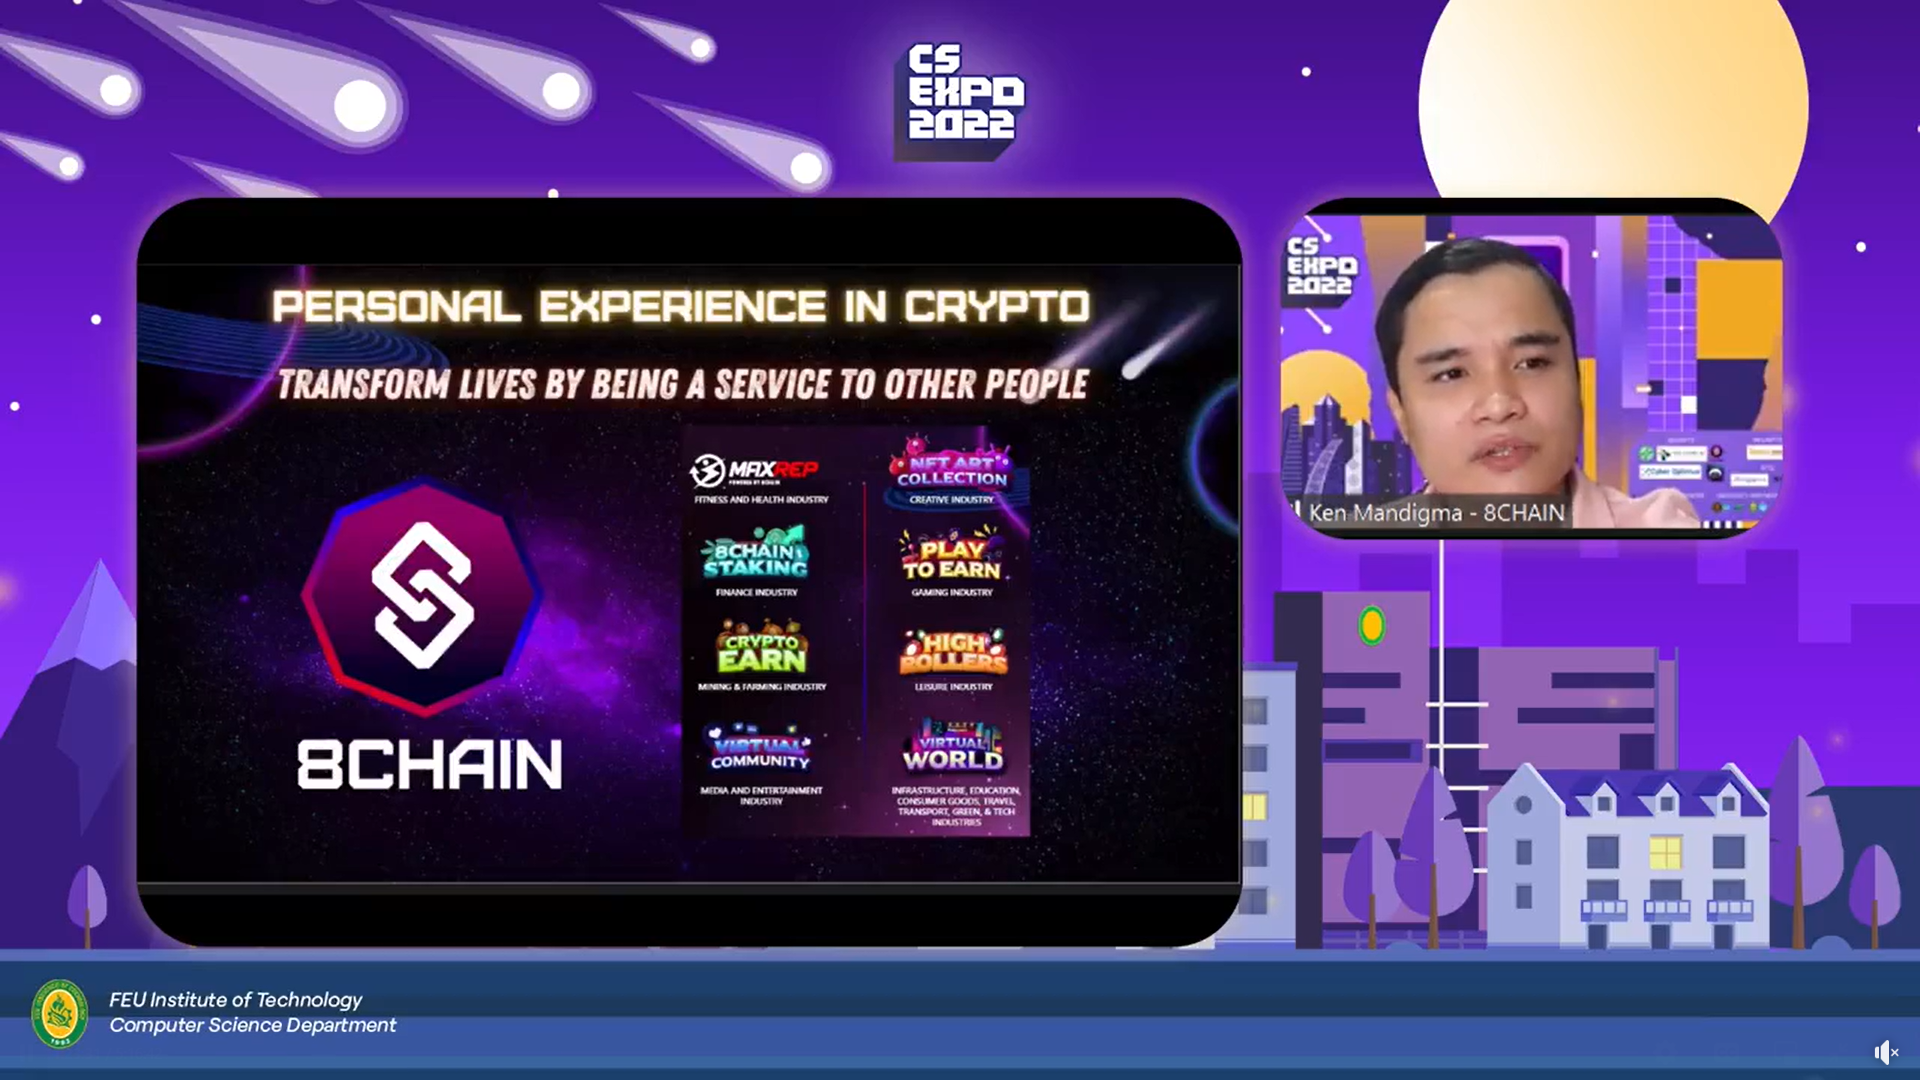 CS
EXPO
2022
PERSONAL EXPERIENCE IN CRYPTO
TRANSFORM LIVES BY BEING A SERVICE TO OTHER PEOPLE
8CHAIN
MAXREP
POWERED BY 8CHAIN
FITNESS AND HEALTH INDUSTRY
8CHAIN
STAKING
FINANCE INDUSTRY
CRYPTO
EARN
MINING & FARMING INDUSTRY
VIRTUAL
COMMUNITY
MEDIA AND ENTERTAINMENT
INDUSTRY
NFT ART
COLLECTION
CREATIVE INDUSTRY
PLAY
TO EARN
GAMING INDUSTRY
HIGH
ROLLERS
LEISURE INDUSTRY
VIRTUAL
WORLD
INFRASTRUCTURE, EDUCATION,
CONSUMER GOODS, TRAVEL,
TRANSPORT, GREEN, & TECH
INDUSTRIES
CS
EXPO
2022
Ken Mandigma - 8CHAIN
FEU Institute of Technology
Computer Science Department